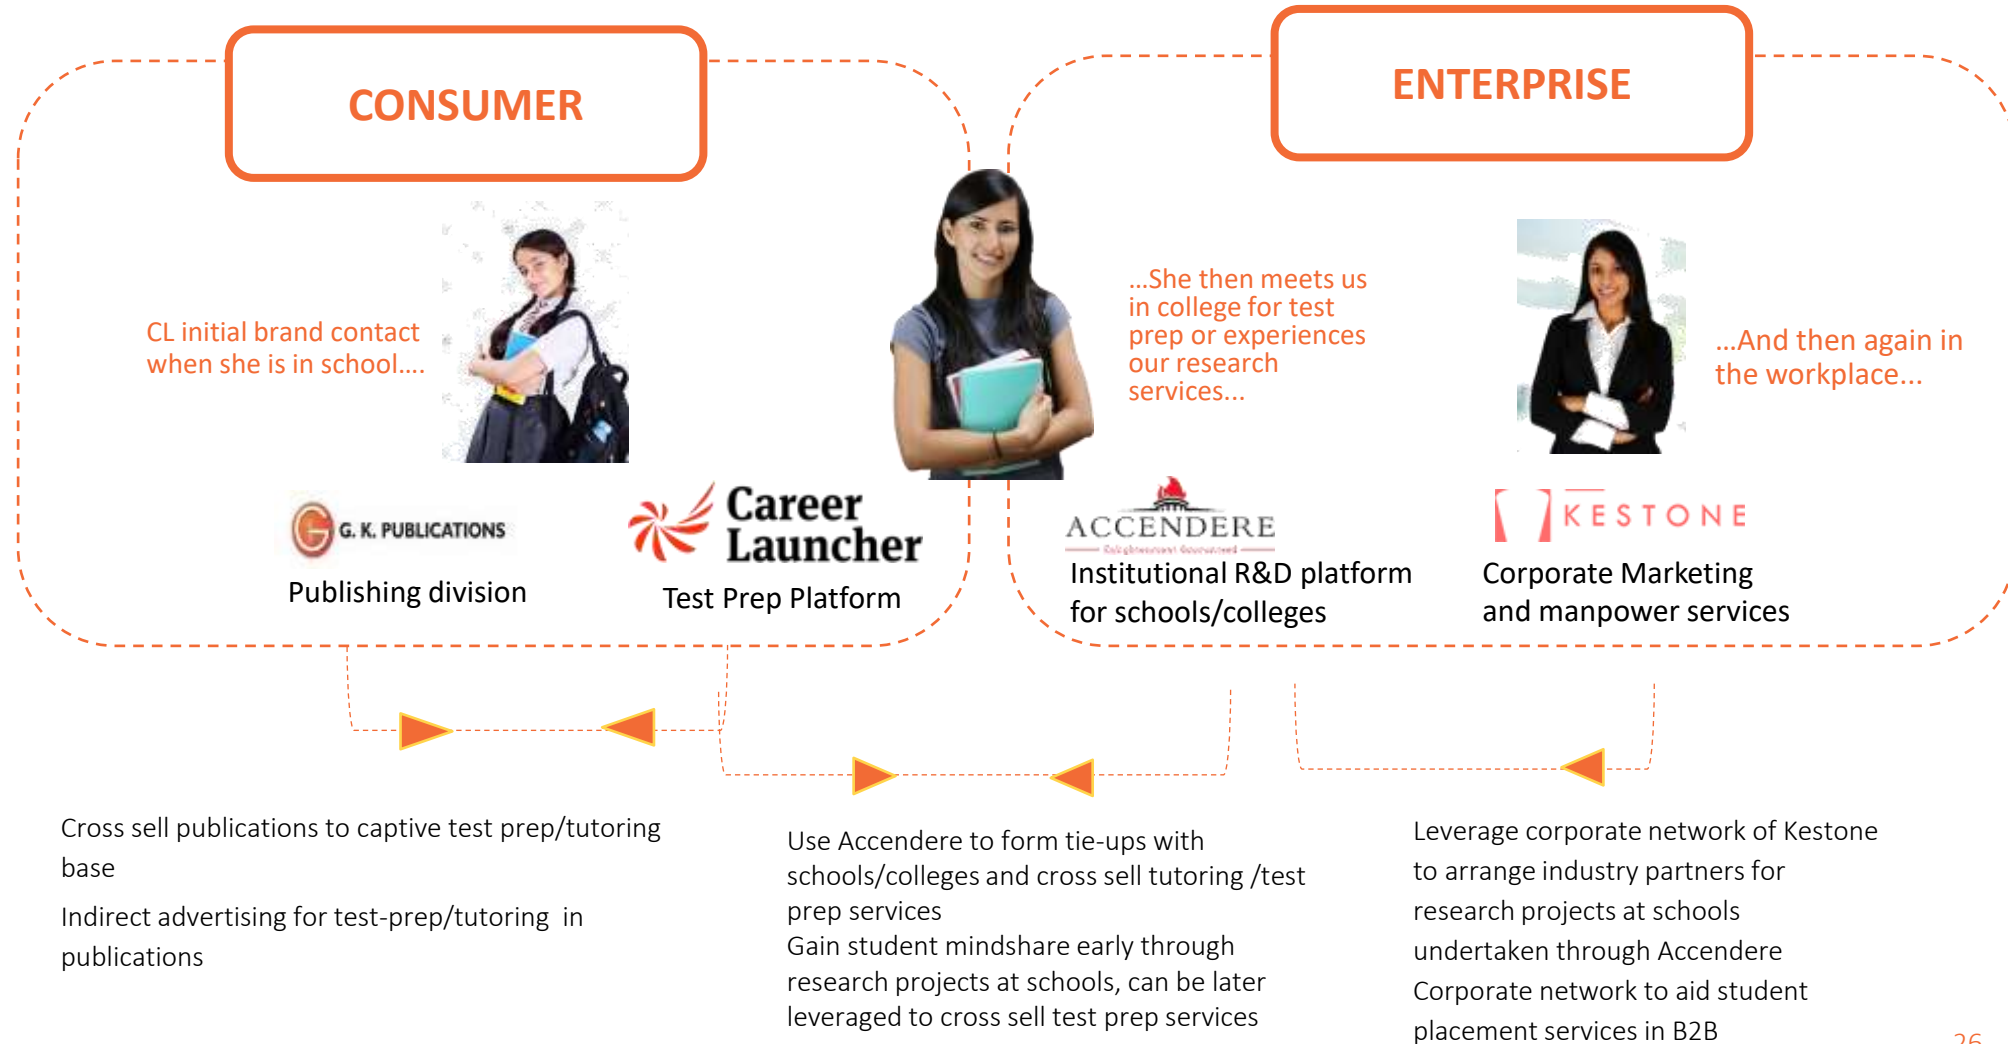 CONSUMER
ENTERPRISE
CL initial brand contact
when she is in school....
...She then meets us
in college for test
prep or experiences
our research
services...
...And then again in
the workplace...
G. K. PUBLICATIONS
Publishing division
Career
Launcher
Test Prep Platform
ACCENDERE
Institutional R&D platform
for schools/colleges
KESTONE
Corporate Marketing
and manpower services
Cross sell publications to captive test prep/tutoring
base
Indirect advertising for test-prep/tutoring in
publications
Use Accendere to form tie-ups with
schools/colleges and cross sell tutoring /test
prep services
Gain student mindshare early through
research projects at schools, can be later
leveraged to cross sell test prep services
Leverage corporate network of Kestone
to arrange industry partners for
research projects at schools
undertaken through Accendere
Corporate network to aid student
placement services in B2B
26